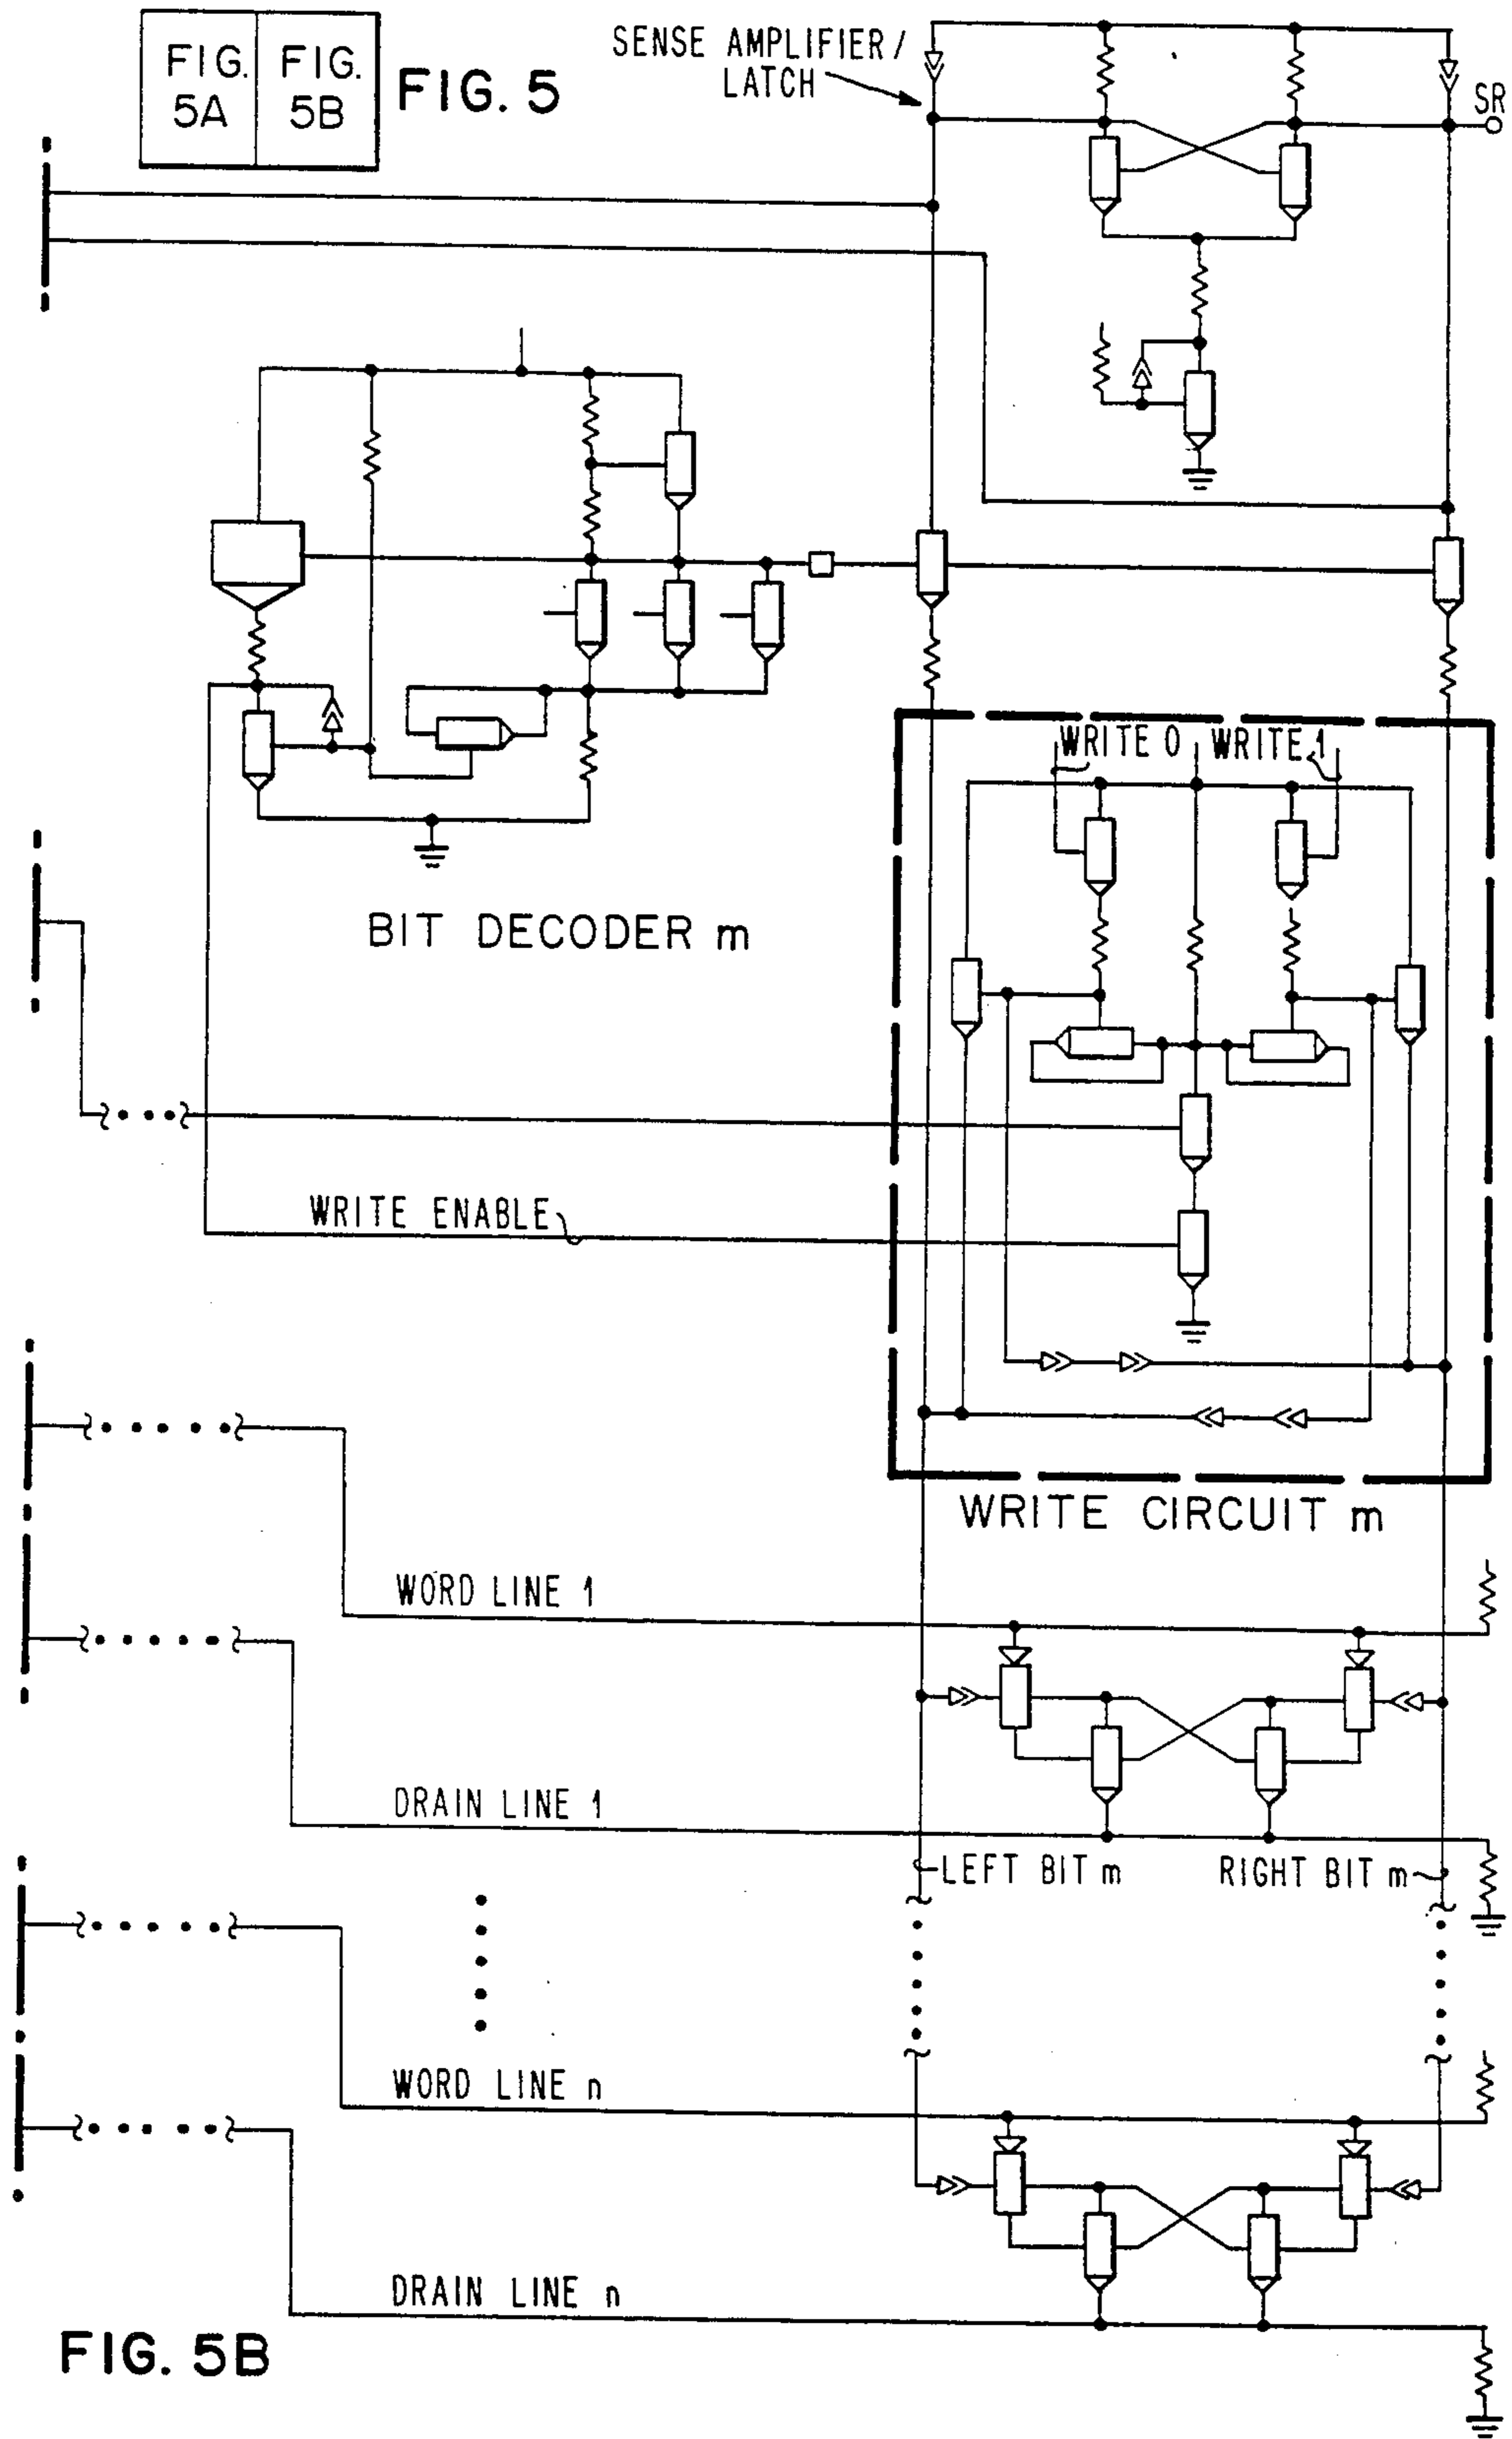 FIG. 5A
FIG. 5B
FIG. 5
SENSE AMPLIFIER/
LATCH
SR
WRITE 0
WRITE 1
BIT DECODER m
WRITE ENABLE
WRITE CIRCUIT m
WORD LINE 1
DRAIN LINE 1
LEFT BIT m
RIGHT BIT m
WORD LINE n
DRAIN LINE n
FIG. 5B